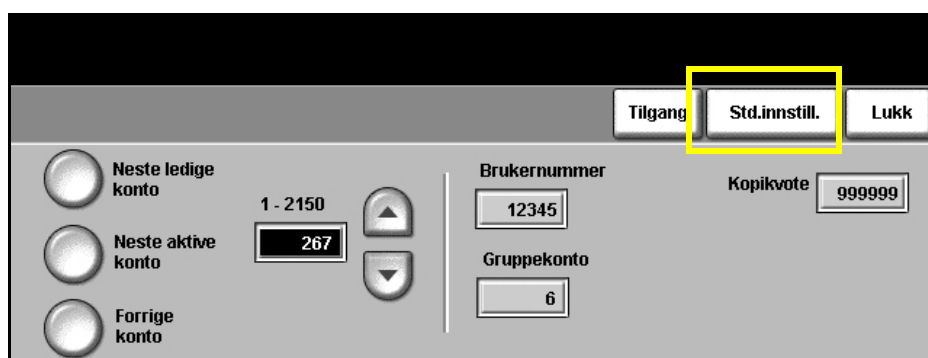 Tilgang Std.innstill. Lukk
Neste ledige
konto
1 - 2150
267
Neste aktive
konto
Forrige
konto
Brukernummer
12345
Gruppekonto
6
Kopikvote 999999